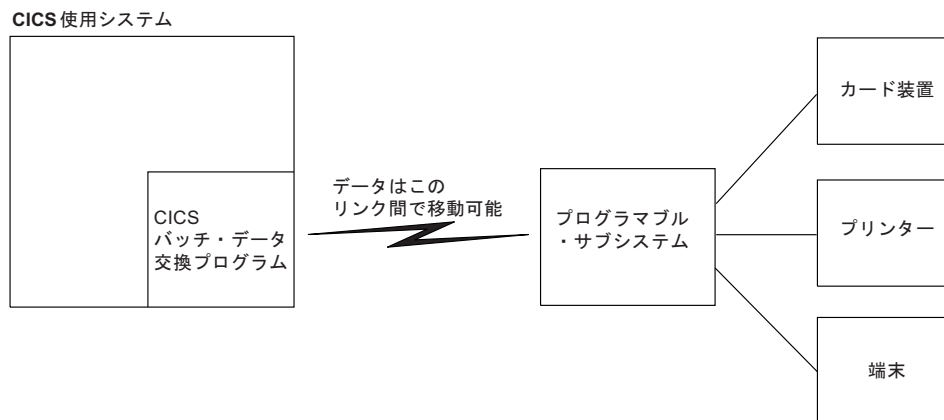 CICS 使用システム
CICS
バッチ・データ
交換プログラム
データはこの
リンク間で移動可能
プログラマブル
・サブシステム
カード装置
プリンター
端末